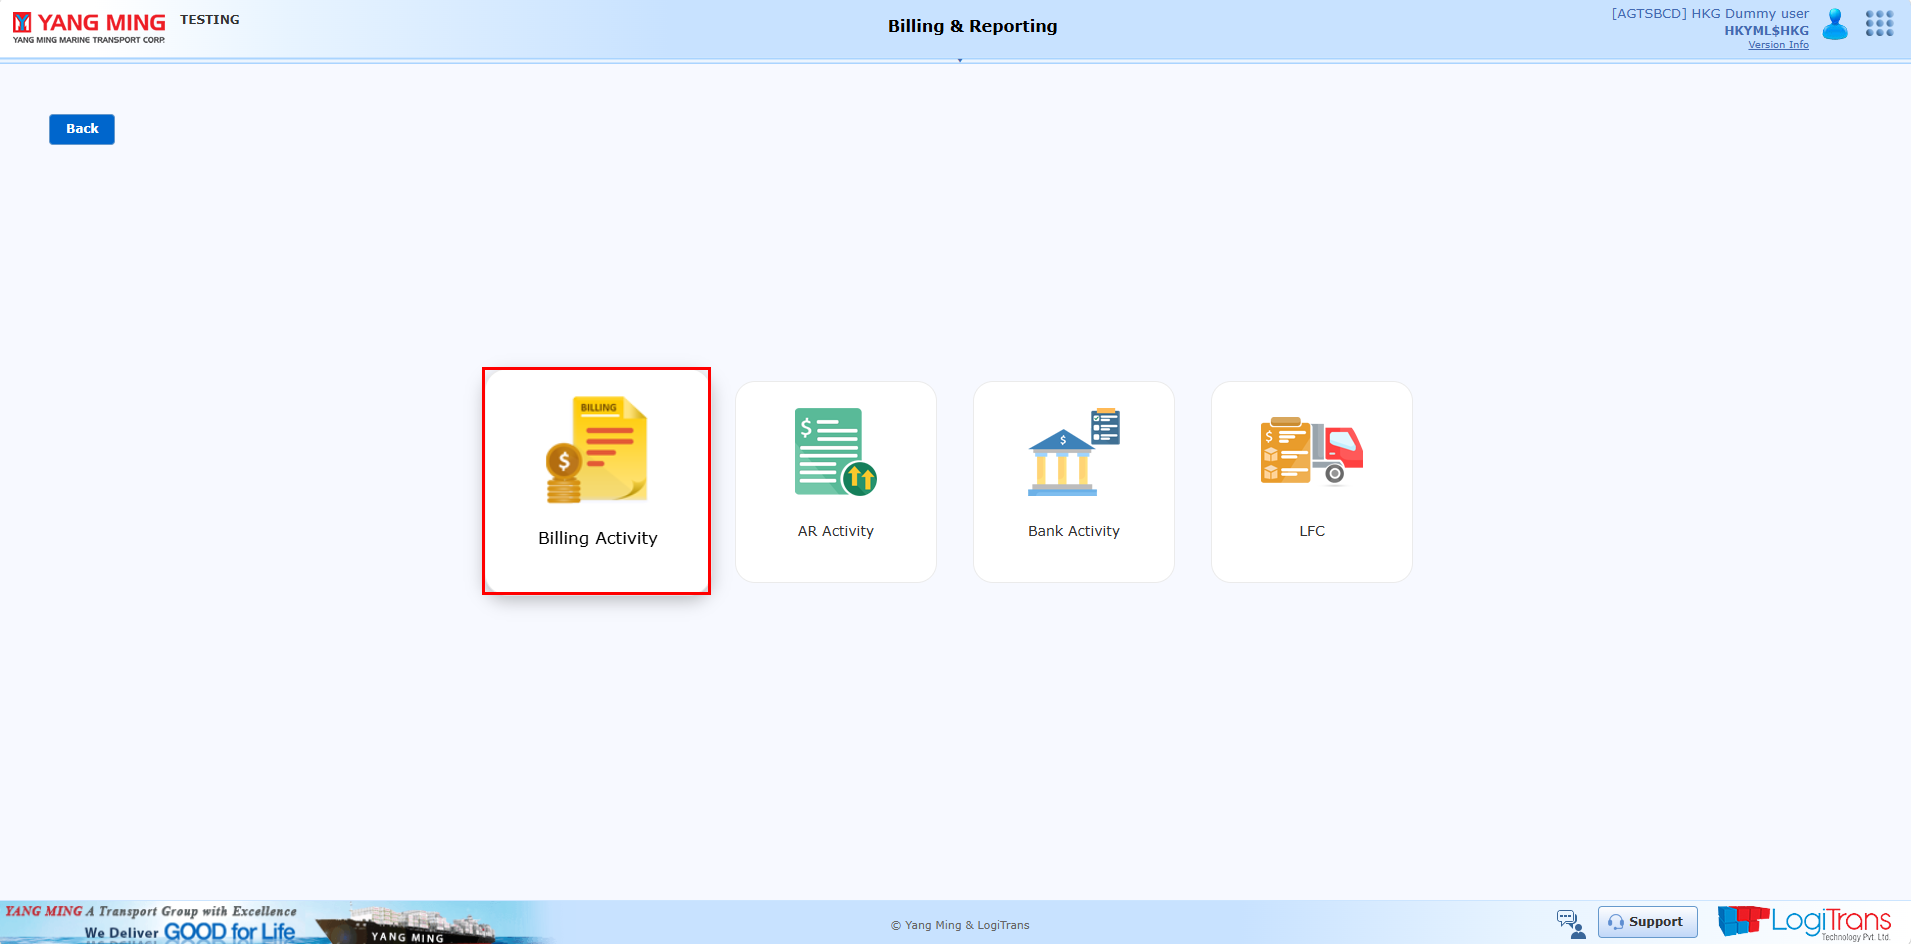 YANG MING
YANG MING MARINE TRANSPORT CORP.
TESTING
Billing & Reporting
[AGTSBCD] HKG Dummy user
HKYML$HKG
Version Info
Back
BILLING
Billing Activity
AR Activity
Bank Activity
LFC
YANG MING A Transport Group with Excellence
We Deliver GOOD for Life
YANG MING
© Yang Ming & LogiTrans
Support
LogiTrans
Technology Pvt. Ltd.